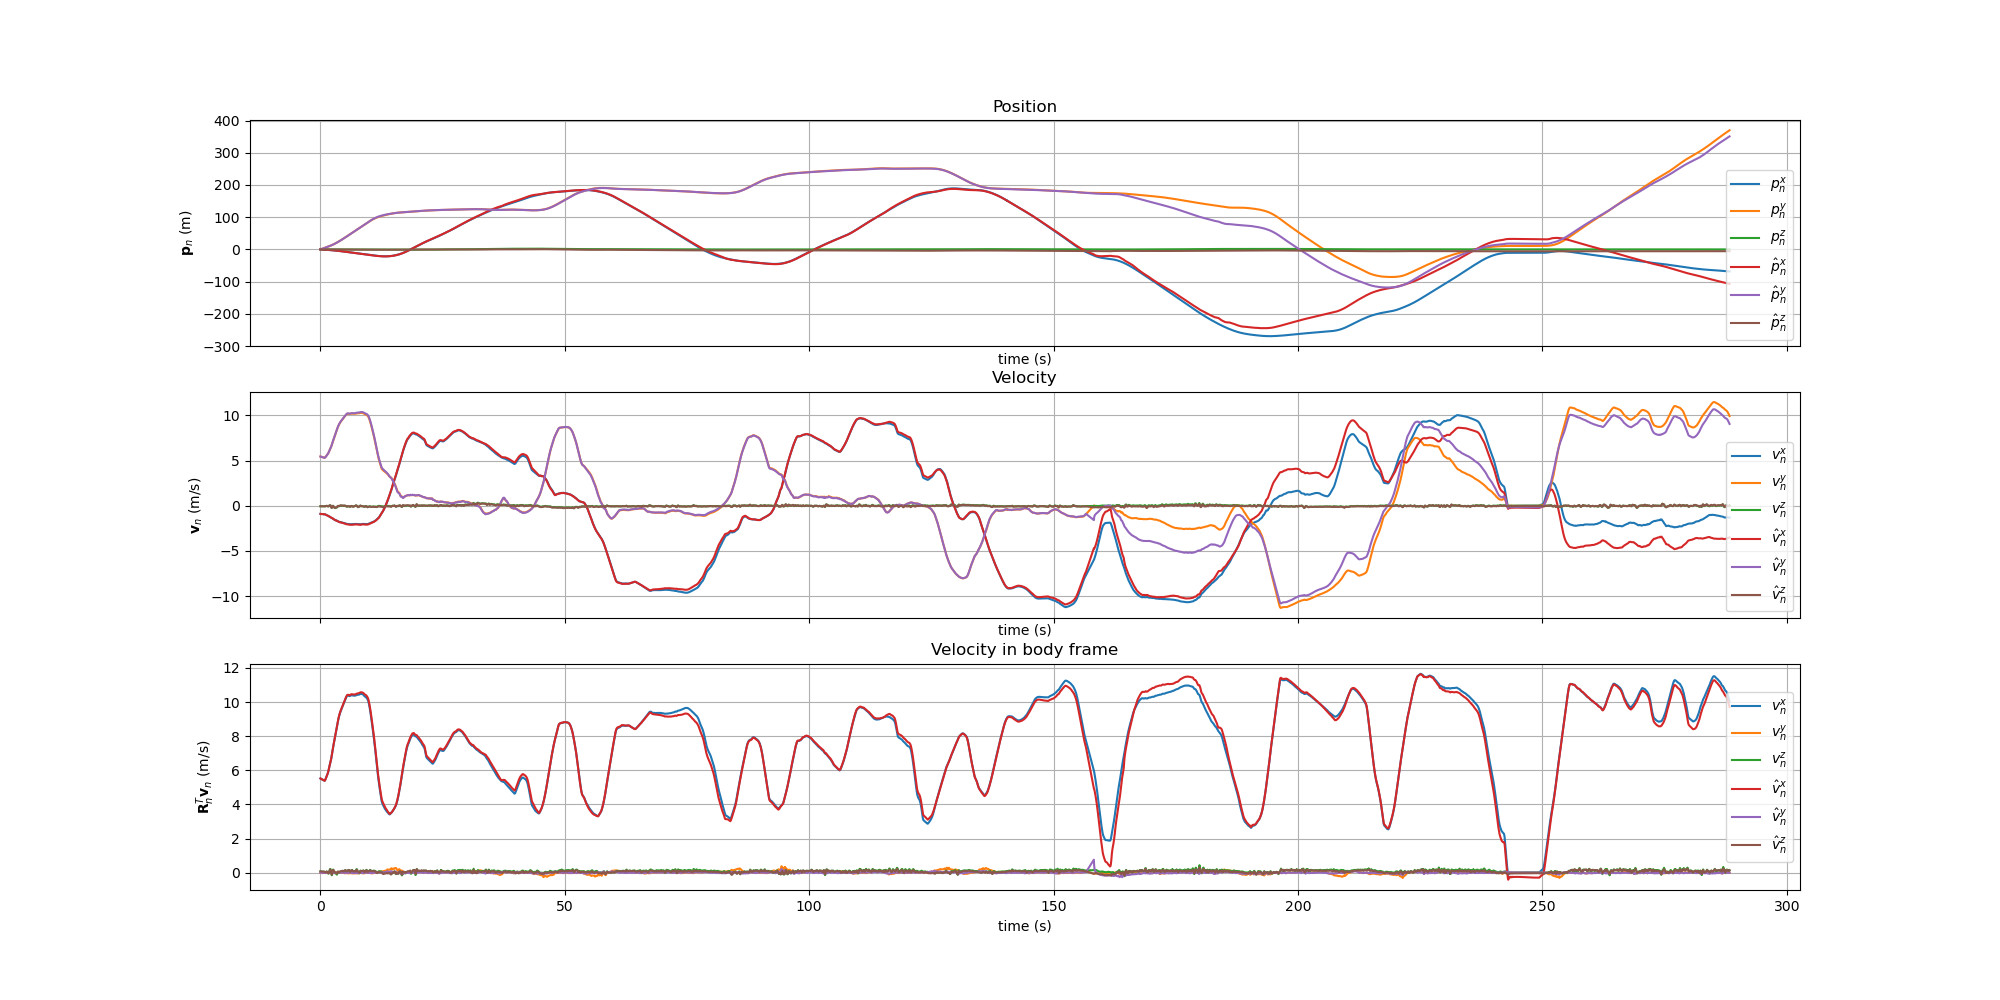 Position
400
300
200
100
0
−100
−200
−300
p_n (m)
p_n^x
p_n^y
p_n^z
p̂_n^x
p̂_n^y
p̂_n^z
time (s)
Velocity
10
5
0
−5
−10
v_n (m/s)
v_n^x
v_n^y
v_n^z
v̂_n^x
v̂_n^y
v̂_n^z
time (s)
Velocity in body frame
12
10
8
6
4
2
0
R_n^T v_n (m/s)
v_n^x
v_n^y
v_n^z
v̂_n^x
v̂_n^y
v̂_n^z
0 50 100 150 200 250 300
time (s)